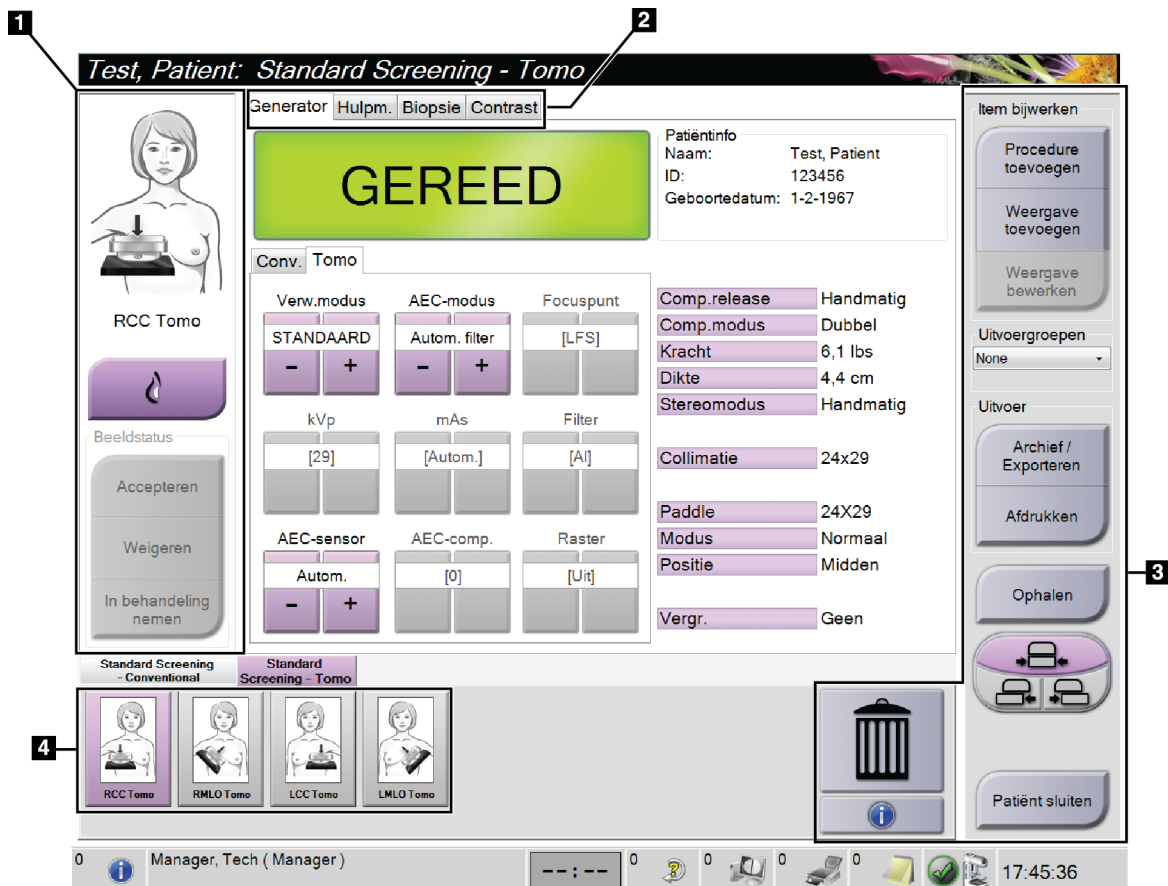 1
2
Test, Patient: Standard Screening - Tomo
Generator Hulpm. Biopsie Contrast
GEREED
Patiëntinfo
Naam: Test, Patient
ID: 123456
Geboortedatum: 1-2-1967
RCC Tomo
Beeldstatus
Accepteren
Weigeren
In behandeling
nemen
Conv. Tomo
Verw.modus AEC-modus Focuspunt
STANDAARD Autom. filter [LFS]
- + - +
kVp mAs Filter
[29] [Autom.] [Al]
AEC-sensor AEC-comp. Raster
Autom. [0] [Uit]
- +
Comp.release Handmatig
Comp.modus Dubbel
Kracht 6,1 lbs
Dikte 4,4 cm
Stereomodus Handmatig
Collimatie 24x29
Paddle 24X29
Modus Normaal
Positie Midden
Vergr. Geen
Item bijwerken
Procedure
toevoegen
Weergave
toevoegen
Weergave
bewerken
Uitvoergroepen
None
Uitvoer
Archief /
Exporteren
Afdrukken
3
Ophalen
Patiënt sluiten
Standard Screening
- Conventional
Standard
Screening - Tomo
4
RCC Tomo RMLO Tomo LCC Tomo LMLO Tomo
0 Manager, Tech ( Manager ) --:-- 0 0 0 0 17:45:36